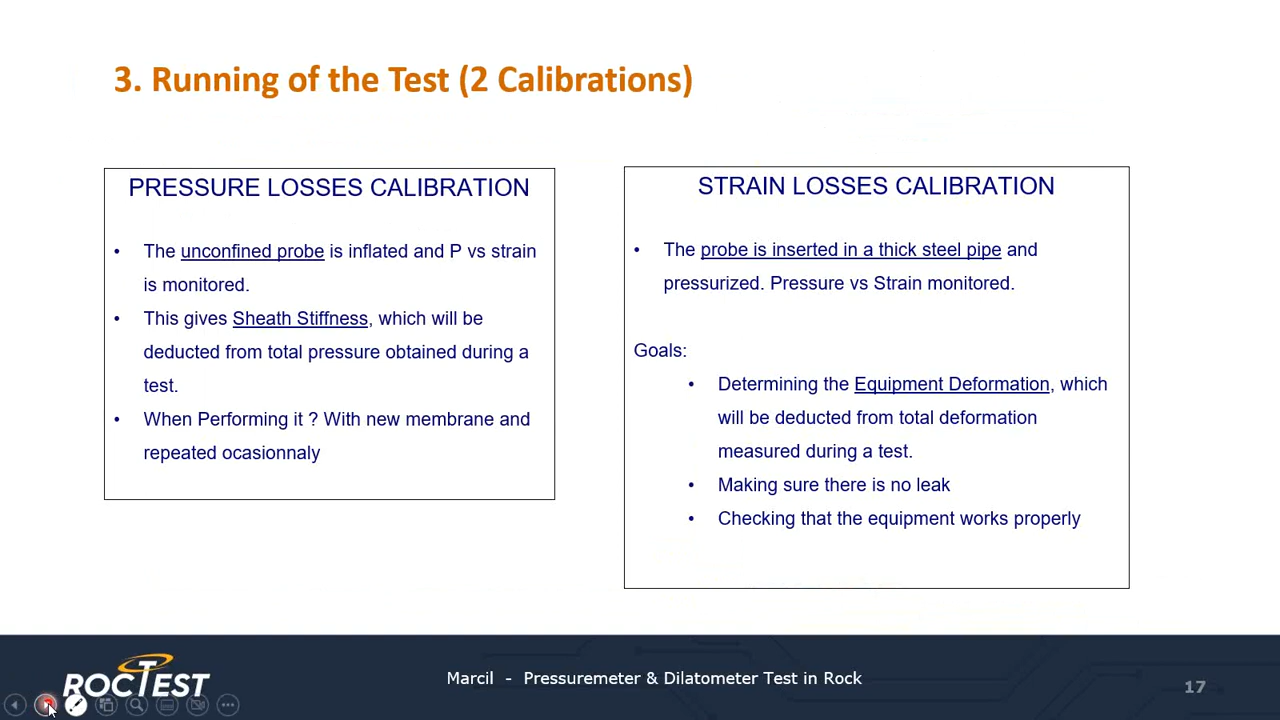 3. Running of the Test (2 Calibrations)
PRESSURE LOSSES CALIBRATION
• The unconfined probe is inflated and P vs strain
is monitored.
• This gives Sheath Stiffness, which will be
deducted from total pressure obtained during a
test.
• When Performing it ? With new membrane and
repeated ocasionnaly
STRAIN LOSSES CALIBRATION
• The probe is inserted in a thick steel pipe and
pressurized. Pressure vs Strain monitored.
Goals:
• Determining the Equipment Deformation, which
will be deducted from total deformation
measured during a test.
• Making sure there is no leak
• Checking that the equipment works properly
ROCTEST
Marcil - Pressuremeter & Dilatometer Test in Rock
17